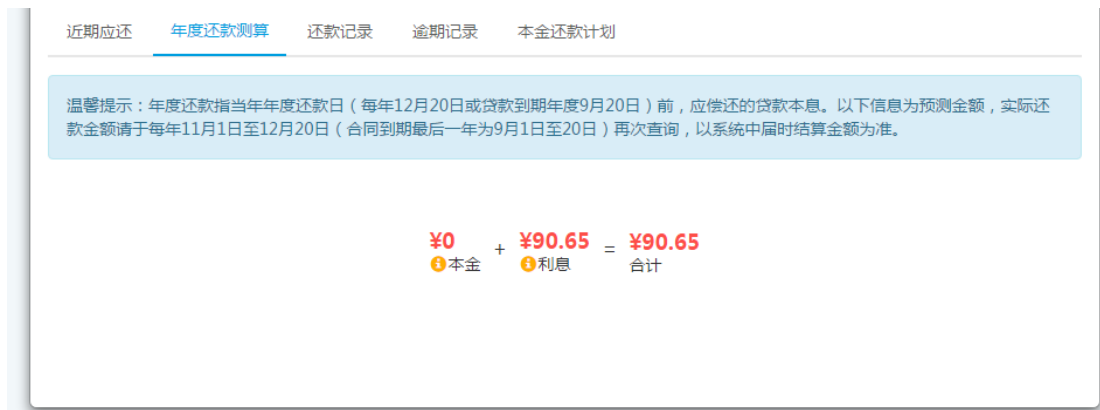 近期应还 年度还款测算 还款记录 逾期记录 本金还款计划
温馨提示：年度还款指当年年度还款日（每年12月20日或贷款到期年度9月20日）前，应偿还的贷款本息。以下信息为预测金额，实际还
款金额请于每年11月1日至12月20日（合同到期最后一年为9月1日至20日）再次查询，以系统中届时结算金额为准。
¥0 + ¥90.65 = ¥90.65
本金 利息 合计